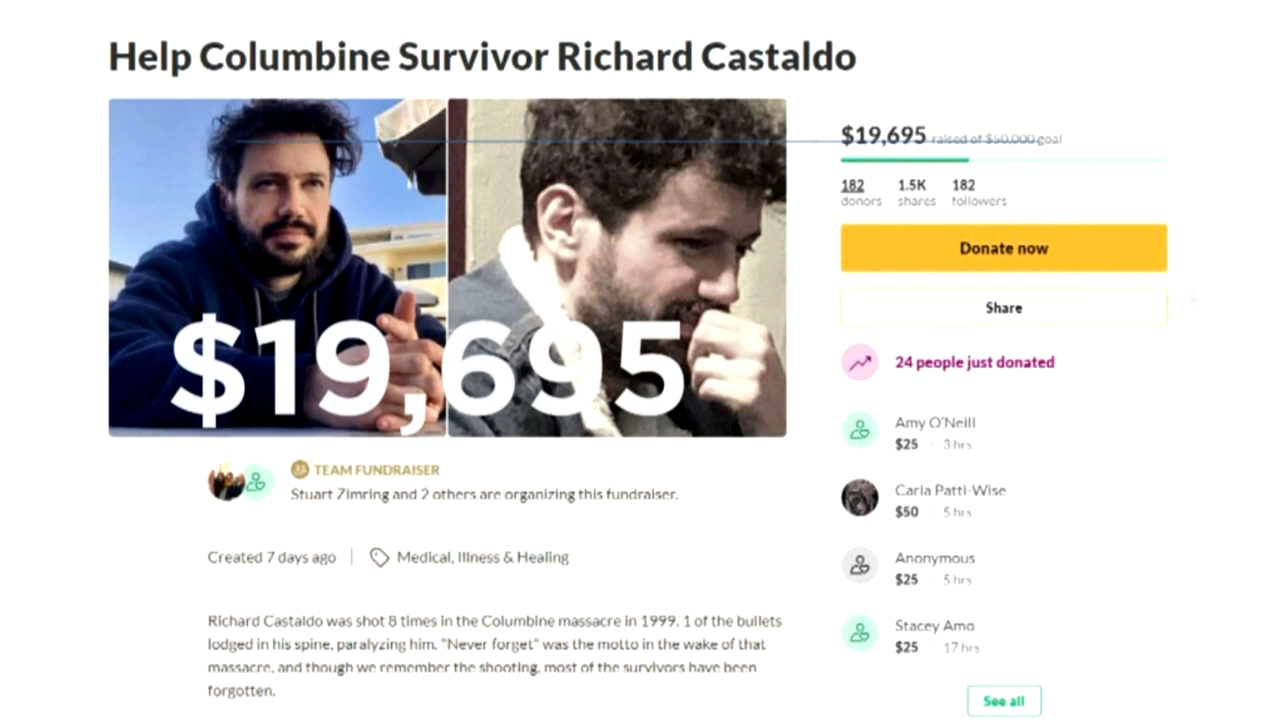 Help Columbine Survivor Richard Castaldo
$19,695
$19,695 raised of $50,000 goal
182 1.5K 182
donors shares followers
Donate now
Share
24 people just donated
Amy O'Neill
$25 · 3 hrs
Carla Patti-Wise
$50 · 5 hrs
Anonymous
$25 · 5 hrs
Stacey Amo
$25 · 17 hrs
See all
TEAM FUNDRAISER
Stuart Zimring and 2 others are organizing this fundraiser.
Created 7 days ago | Medical, Illness & Healing
Richard Castaldo was shot 8 times in the Columbine massacre in 1999. 1 of the bullets
lodged in his spine, paralyzing him. "Never forget" was the motto in the wake of that
massacre, and though we remember the shooting, most of the survivors have been
forgotten.